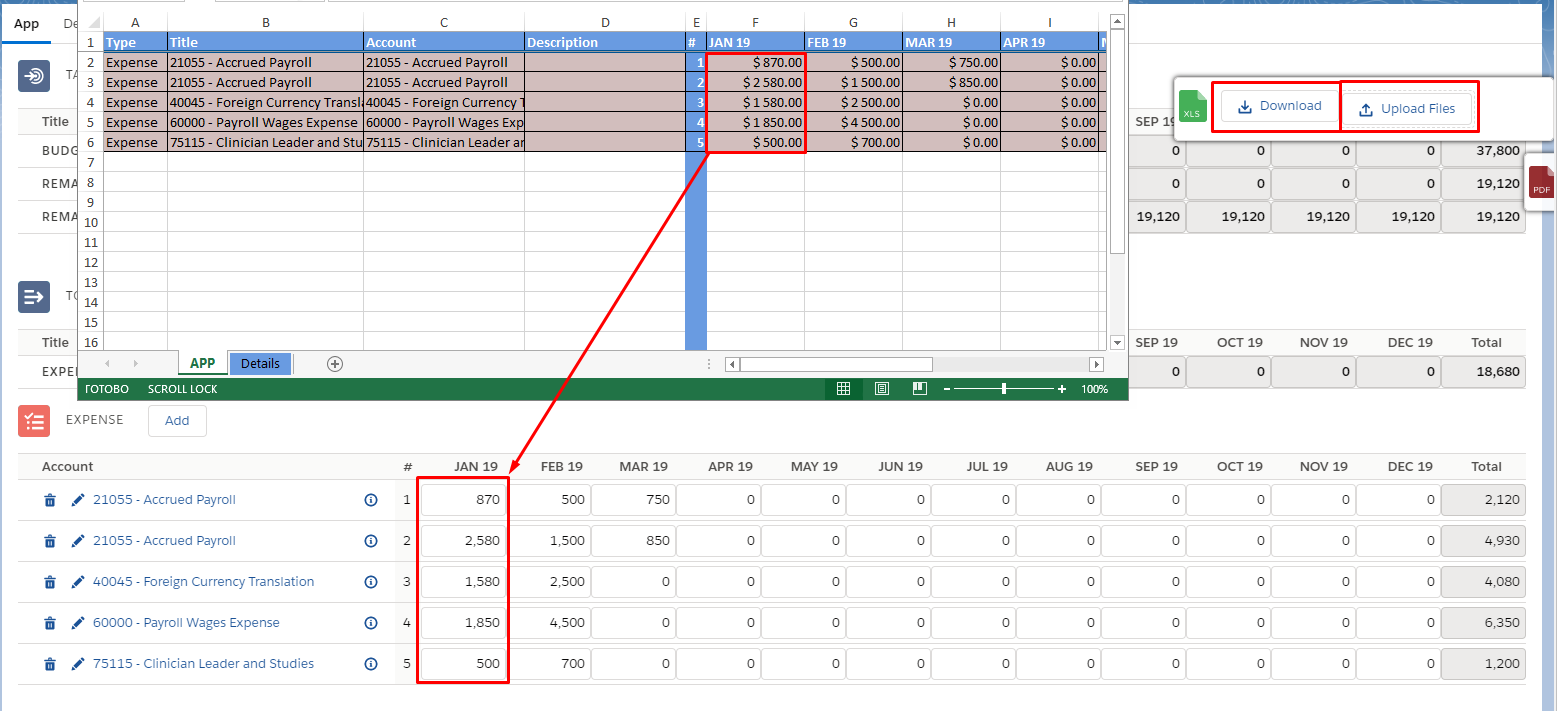 App De
A B C D E F G H I
1 Type Title Account Description # JAN 19 FEB 19 MAR 19 APR 19
2 Expense 21055 - Accrued Payroll 21055 - Accrued Payroll 1 $ 870.00 $ 500.00 $ 750.00 $ 0.00
3 Expense 21055 - Accrued Payroll 21055 - Accrued Payroll 2 $ 2 580.00 $ 1 500.00 $ 850.00 $ 0.00
4 Expense 40045 - Foreign Currency Transl 40045 - Foreign Currency T 3 $ 1 580.00 $ 2 500.00 $ 0.00 $ 0.00
5 Expense 60000 - Payroll Wages Expense 60000 - Payroll Wages Exp 4 $ 1 850.00 $ 4 500.00 $ 0.00 $ 0.00
6 Expense 75115 - Clinician Leader and Stu 75115 - Clinician Leader ar 5 $ 500.00 $ 700.00 $ 0.00 $ 0.00
7
8
9
10
11
12
13
14
15
16
APP Details
ГОТОВО SCROLL LOCK 100%
XLS Download Upload Files
PDF
TA
Title SEP 19
BUDG 0 0 0 0 37,800
REMA 0 0 0 0 19,120
REMA 19,120 19,120 19,120 19,120 19,120
TO
Title SEP 19 OCT 19 NOV 19 DEC 19 Total
EXPE 0 0 0 0 18,680
EXPENSE Add
Account # JAN 19 FEB 19 MAR 19 APR 19 MAY 19 JUN 19 JUL 19 AUG 19 SEP 19 OCT 19 NOV 19 DEC 19 Total
21055 - Accrued Payroll 1 870 500 750 0 0 0 0 0 0 0 0 0 2,120
21055 - Accrued Payroll 2 2,580 1,500 850 0 0 0 0 0 0 0 0 0 4,930
40045 - Foreign Currency Translation 3 1,580 2,500 0 0 0 0 0 0 0 0 0 0 4,080
60000 - Payroll Wages Expense 4 1,850 4,500 0 0 0 0 0 0 0 0 0 0 6,350
75115 - Clinician Leader and Studies 5 500 700 0 0 0 0 0 0 0 0 0 0 1,200